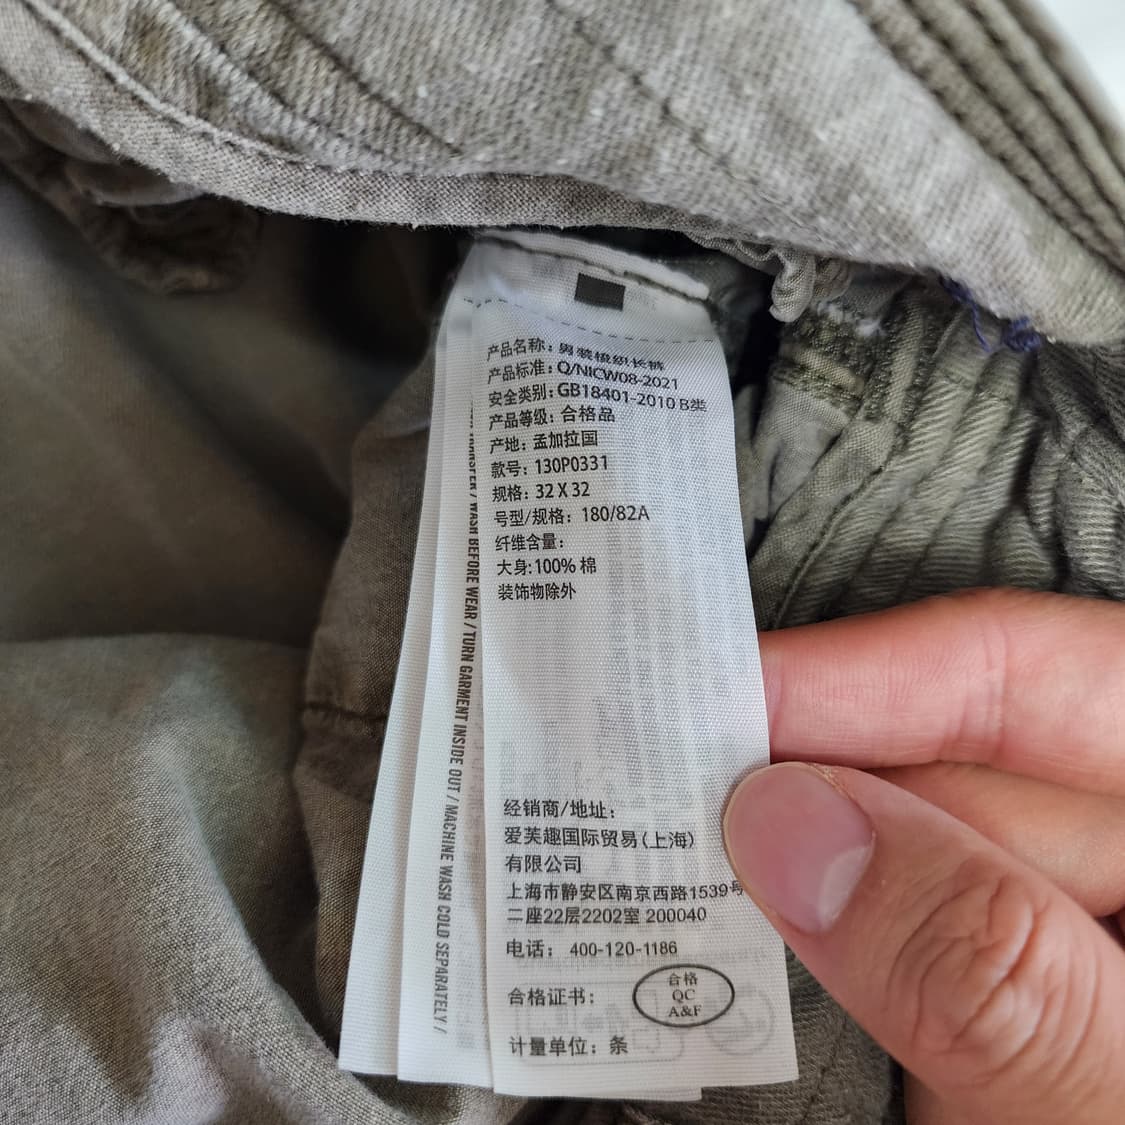 产品名称：男装梭织长裤
产品标准：Q/NICW08-2021
安全类别：GB18401-2010 B类
产品等级：合格品
产地：孟加拉国
款号：130P0331
规格：32 X 32
号型/规格：180/82A
纤维含量：
大身:100% 棉
装饰物除外
经销商/地址：
爱芙趣国际贸易(上海)
有限公司
上海市静安区南京西路1539号
二座22层2202室 200040
电话： 400-120-1186
合格证书：
合格
QC
A&F
计量单位：条
/ WASH BEFORE WEAR / TURN GARMENT INSIDE OUT / MACHINE WASH COLD SEPARATELY /